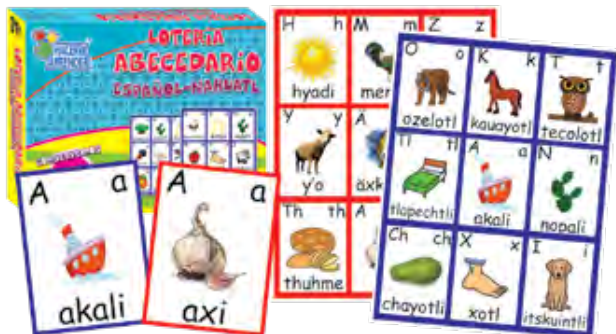 LOTERÍA
ABECEDARIO
ESPAÑOL-NAHUATL
A a
akali
A a
axi
H h
hyadi
M m
Z z
Y y
y'o
A
Th th
thuhme
A
O o
ozelotl
K k
kauayotl
T t
tecolotl
Tl tl
tlapechtli
A a
akali
N n
nopali
Ch ch
chayotli
X x
xotl
I i
itskuintli